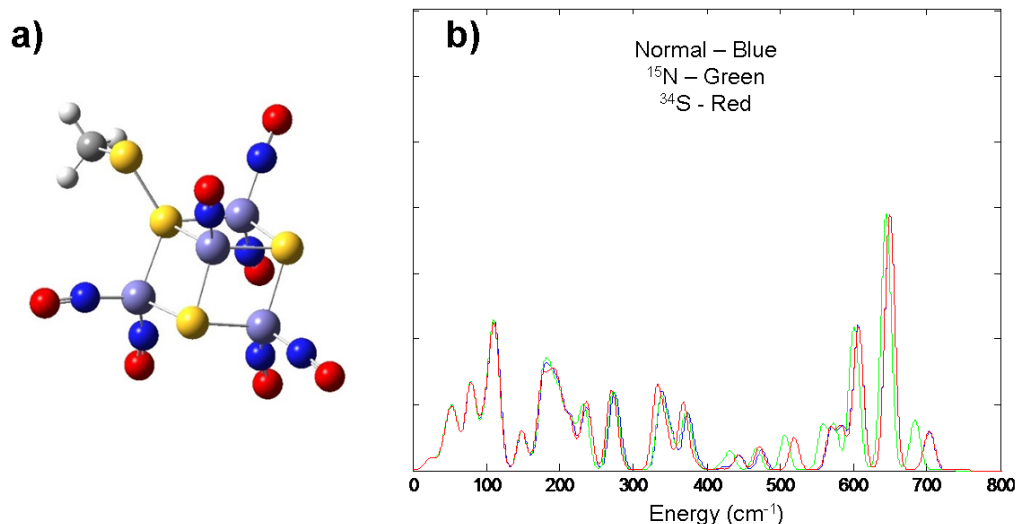 a)
b)
Normal – Blue
¹⁵N – Green
³⁴S - Red
0 100 200 300 400 500 600 700 800
Energy (cm⁻¹)